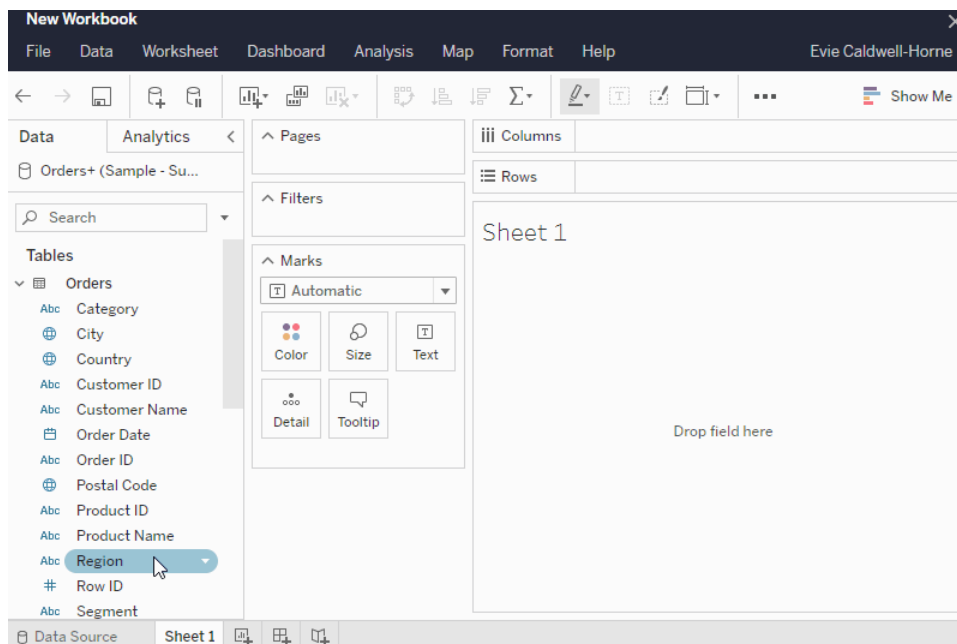 New Workbook
File Data Worksheet Dashboard Analysis Map Format Help Evie Caldwell-Horne
Show Me
Data Analytics
Orders+ (Sample - Su...
Search
Tables
Orders
Abc Category
City
Country
Abc Customer ID
Abc Customer Name
Order Date
Abc Order ID
Postal Code
Abc Product ID
Abc Product Name
Abc Region
# Row ID
Abc Segment
Pages
Filters
Marks
T Automatic
Color Size T Text
Detail Tooltip
Columns
Rows
Sheet 1
Drop field here
Data Source Sheet 1